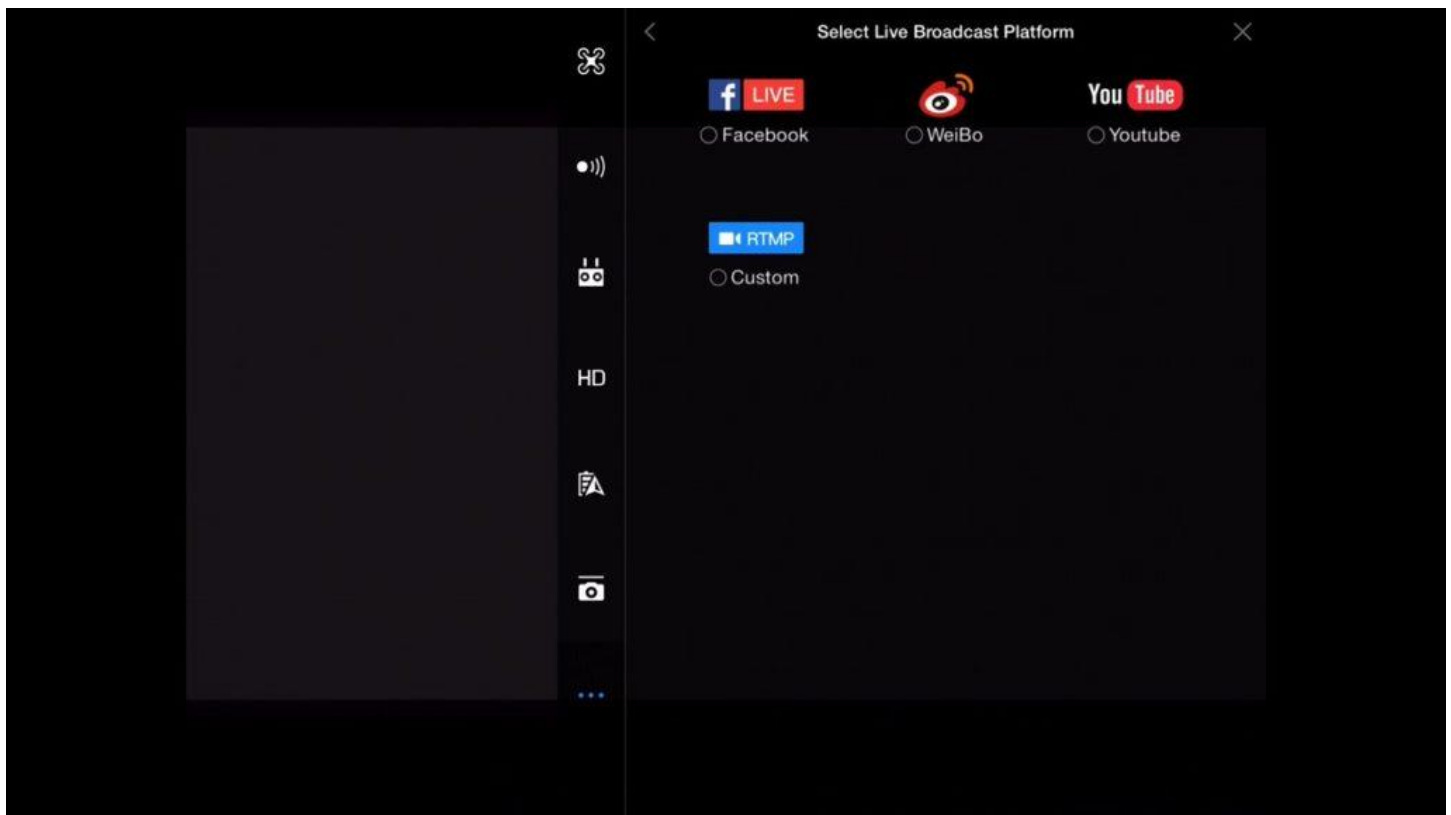 Select Live Broadcast Platform
f LIVE
You Tube
Facebook
WeiBo
Youtube
RTMP
Custom
HD